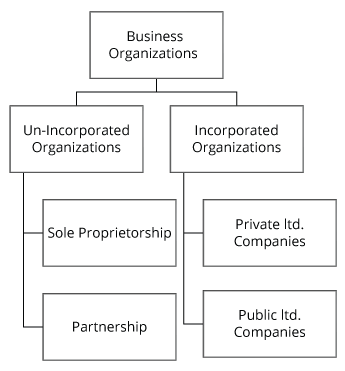 Business
Organizations
Un-Incorporated
Organizations
Incorporated
Organizations
Sole Proprietorship
Private ltd.
Companies
Partnership
Public ltd.
Companies